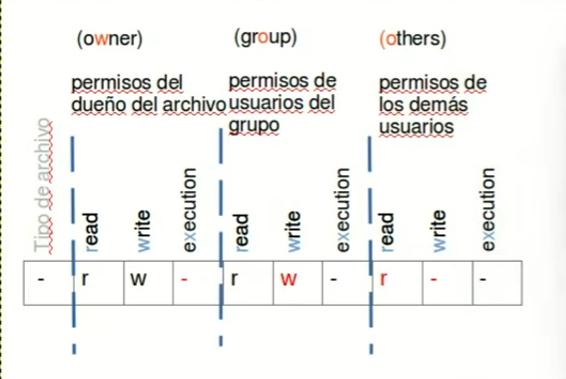 (owner)
permisos del
dueño del archivo
(group)
permisos de
usuarios del
grupo
(others)
permisos de
los demás
usuarios
Tipo de archivo
read
write
execution
read
write
execution
read
write
execution
- r w - r w - r - -